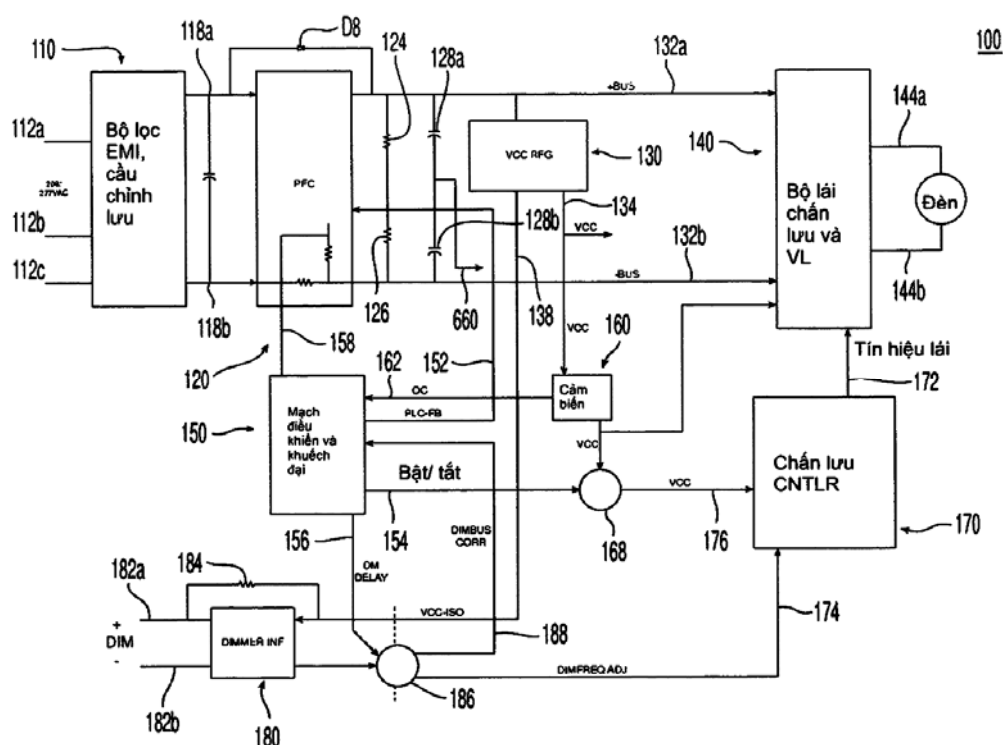 110
118a
D8
124
128a
132a
100
+BUS
112a
Bộ lọc
EMI,
cầu
chỉnh
lưu
277VAC
112b
112c
PFC
VCC RFG
130
140
144a
Bộ lái
chấn
lưu và
VL
Đèn
134
VCC
128b
132b
-BUS
144b
118b
126
660
138
158
120
152
162
VCC
160
Tín hiệu lái
172
OC
Cảm
biến
PLC-FB
150
Mạch
điều
khiển và
khuếch
đại
VCC
Bật/ tắt
VCC
Chấn lưu
CNTLR
154
156
DIMBUS
CORR
168
176
170
DELAY
182a
184
174
+
DIM
-
VCC-ISO
188
DIMMER INF
DIMFREQ ADJ
182b
180
186